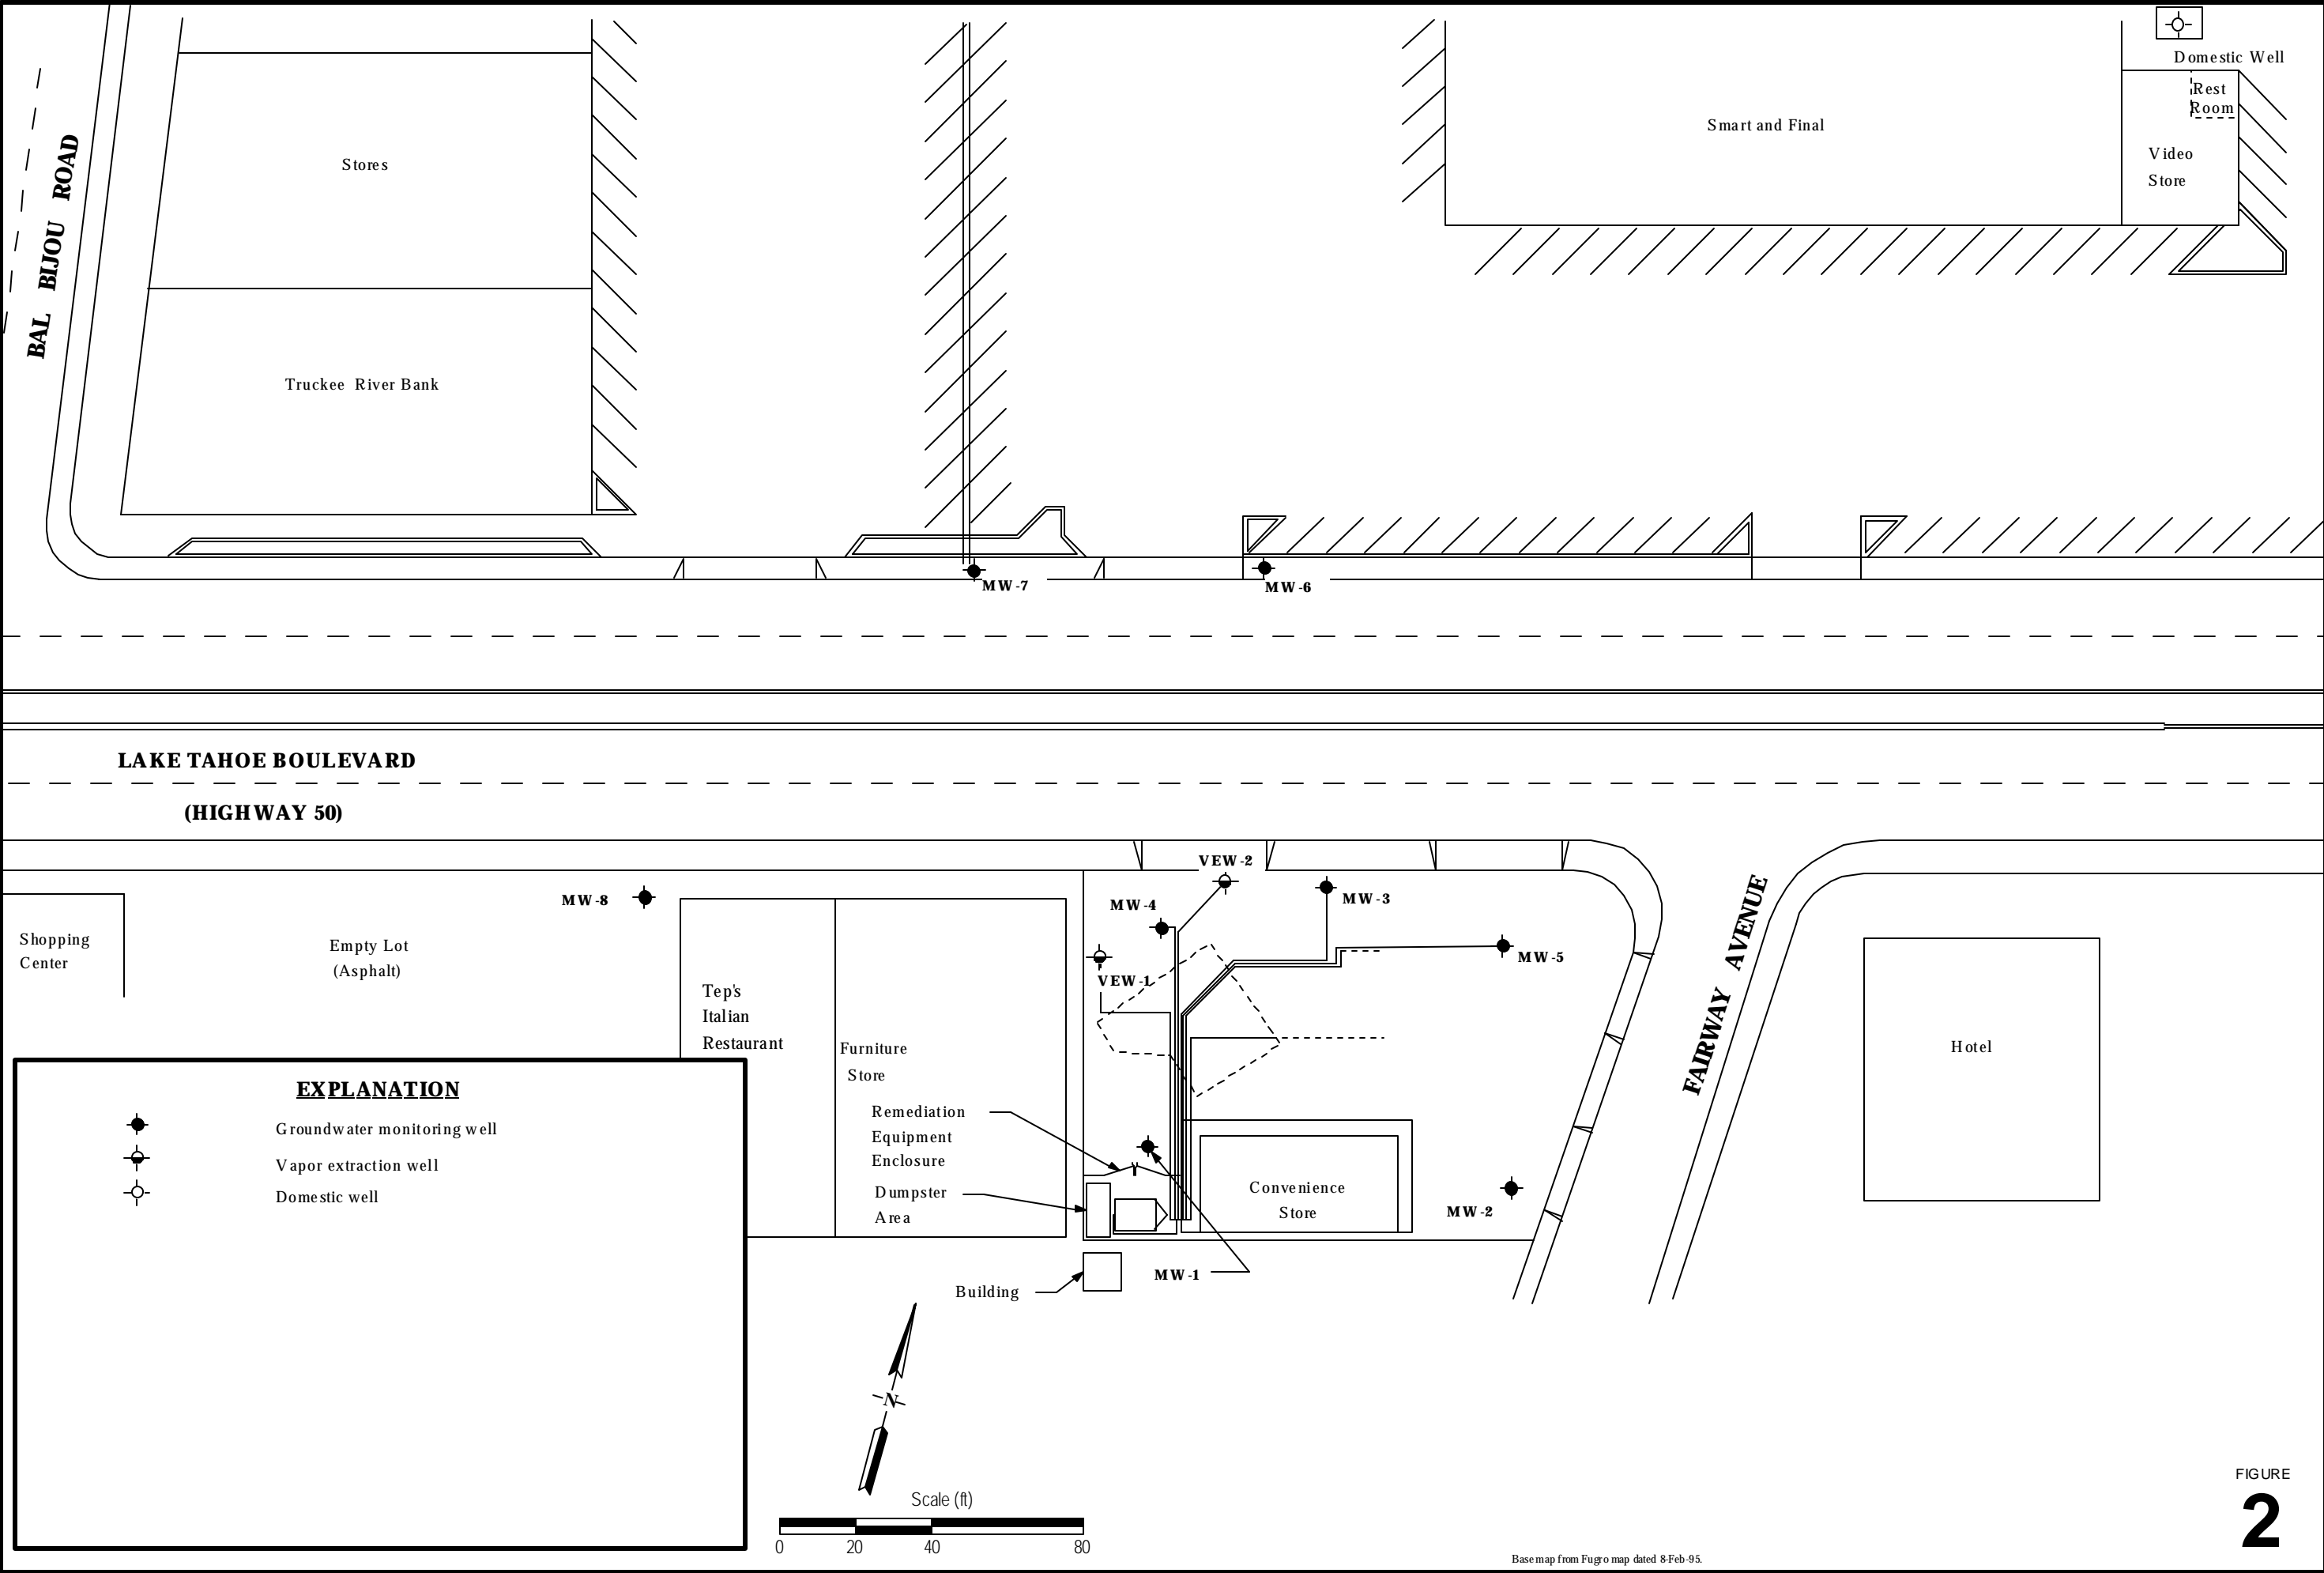 Domestic Well
Rest
Room
Smart and Final
Video
Store
BAL BIJOU ROAD
Stores
Truckee River Bank
MW-7
MW-6
LAKE TAHOE BOULEVARD
(HIGHWAY 50)
VEW-2
MW-8
MW-4
MW-3
Shopping
Center
Empty Lot
(Asphalt)
VEW-1
MW-5
FAIRWAY AVENUE
Tep's
Italian
Restaurant
Furniture
Store
Hotel
EXPLANATION
Groundwater monitoring well
Vapor extraction well
Domestic well
Remediation
Equipment
Enclosure
Dumpster
Area
Convenience
Store
MW-2
MW-1
Building
N
Scale (ft)
0 20 40 80
FIGURE
2
Basemap from Fugro map dated 8-Feb-95.